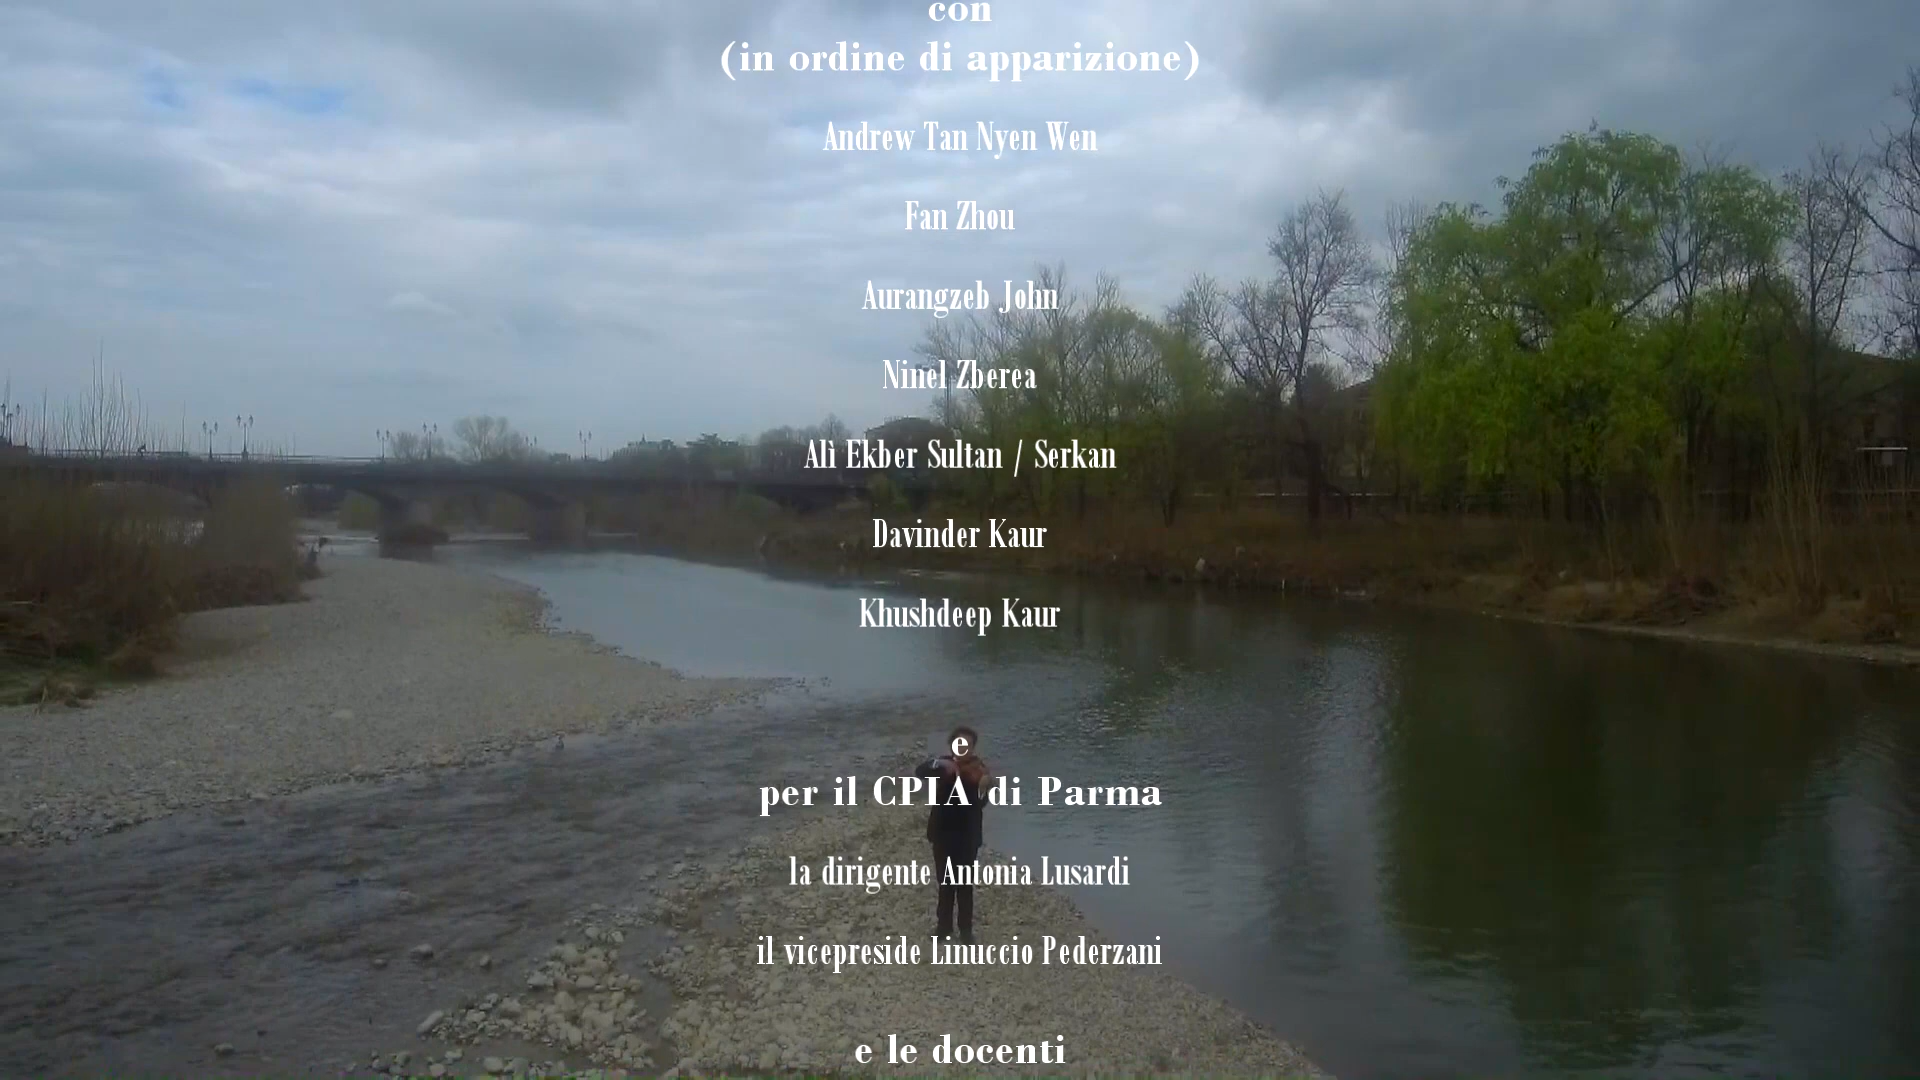 con
(in ordine di apparizione)
Andrew Tan Nyen Wen
Fan Zhou
Aurangzeb John
Ninel Zberea
Alì Ekber Sultan / Serkan
Davinder Kaur
Khushdeep Kaur
e
per il CPIA di Parma
la dirigente Antonia Lusardi
il vicepreside Linuccio Pederzani
e le docenti